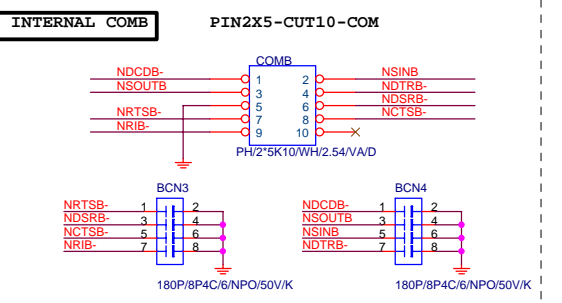 INTERNAL COMB PIN2X5-CUT10-COM
COMB
NDCDB- 1 2 NSINB
NSOUTB 3 4 NDTRB-
5 6 NDSRB-
NRTSB- 7 8 NCTSB-
NRIB- 9 10
PH/2*5K10/WH/2.54/VA/D
BCN3 BCN4
NRTSB- 1 2 NDCDB- 1 2
NDSRB- 3 4 NSOUTB 3 4
NCTSB- 5 6 NSINB 5 6
NRIB- 7 8 NDTRB- 7 8
180P/8P4C/6/NPO/50V/K 180P/8P4C/6/NPO/50V/K